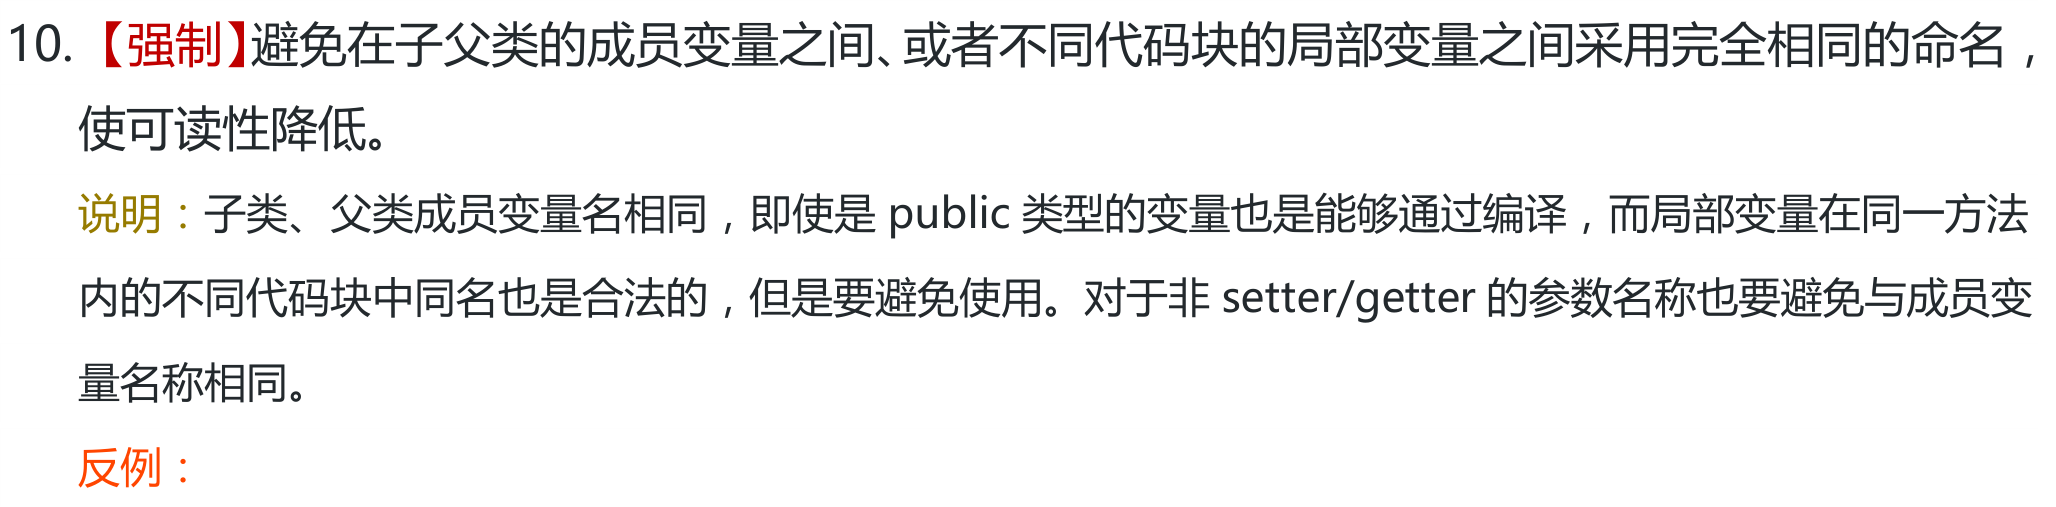 10. 【强制】避免在子父类的成员变量之间、或者不同代码块的局部变量之间采用完全相同的命名，
使可读性降低。
说明：子类、父类成员变量名相同，即使是 public 类型的变量也是能够通过编译，而局部变量在同一方法
内的不同代码块中同名也是合法的，但是要避免使用。对于非 setter/getter 的参数名称也要避免与成员变
量名称相同。
反例：